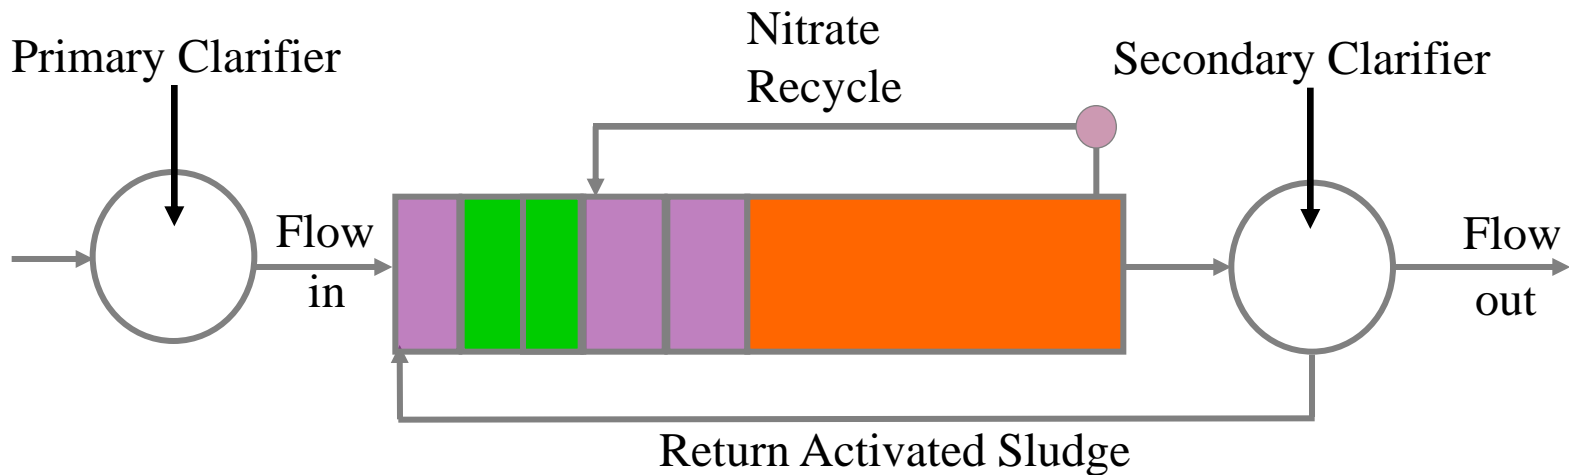 Nitrate
Recycle
Primary Clarifier
Secondary Clarifier
Flow
in
Flow
out
Return Activated Sludge